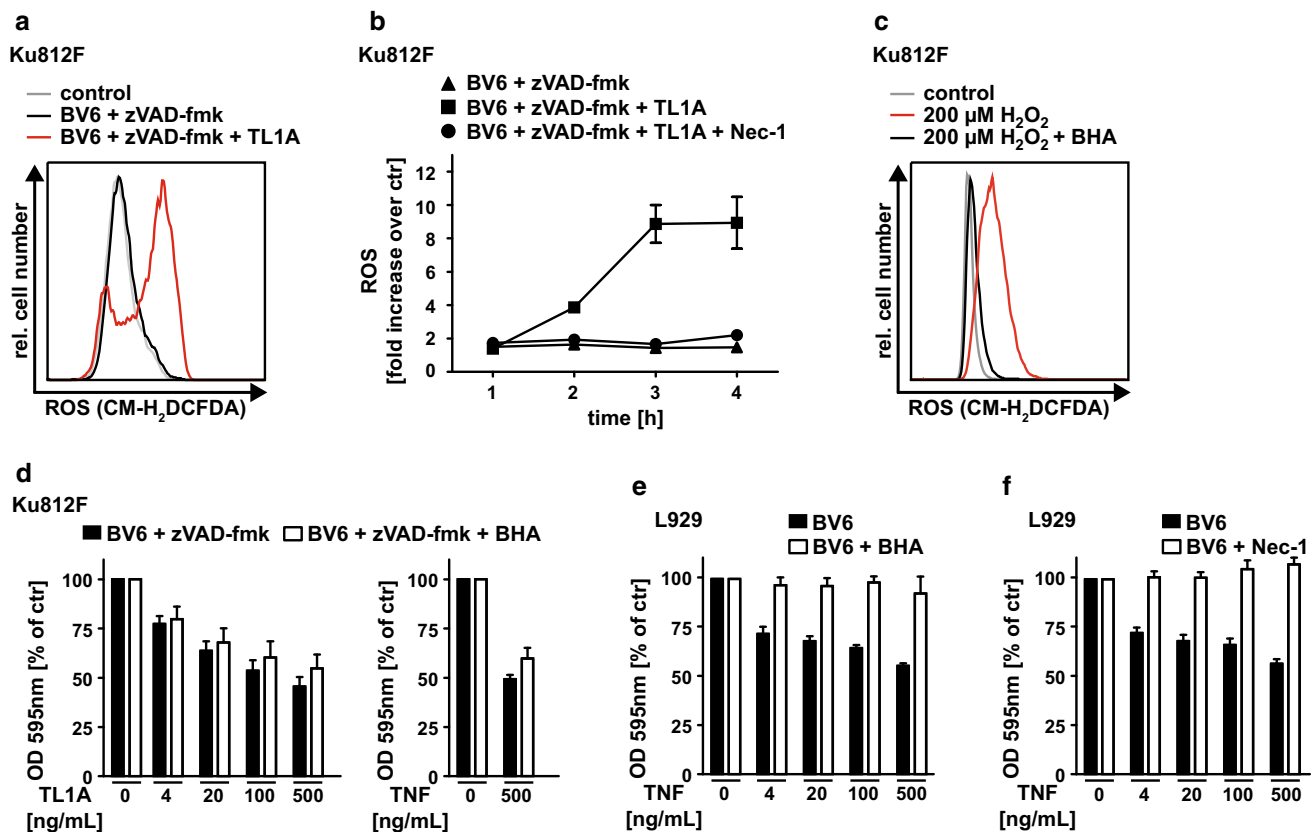 a
Ku812F
control
BV6 + zVAD-fmk
BV6 + zVAD-fmk + TL1A
rel. cell number
ROS (CM-H₂DCFDA)
b
Ku812F
BV6 + zVAD-fmk
BV6 + zVAD-fmk + TL1A
BV6 + zVAD-fmk + TL1A + Nec-1
ROS
[fold increase over ctr]
12
10
8
6
4
2
0
1 2 3 4
time [h]
c
Ku812F
control
200 µM H₂O₂
200 µM H₂O₂ + BHA
rel. cell number
ROS (CM-H₂DCFDA)
d
Ku812F
BV6 + zVAD-fmk BV6 + zVAD-fmk + BHA
OD 595nm [% of ctr]
100
75
50
25
0
TL1A 0 4 20 100 500
[ng/mL]
OD 595nm [% of ctr]
100
75
50
25
0
TNF 0 500
[ng/mL]
e
L929
BV6
BV6 + BHA
OD 595nm [% of ctr]
100
75
50
25
0
TNF 0 4 20 100 500
[ng/mL]
f
L929
BV6
BV6 + Nec-1
OD 595nm [% of ctr]
100
75
50
25
0
TNF 0 4 20 100 500
[ng/mL]